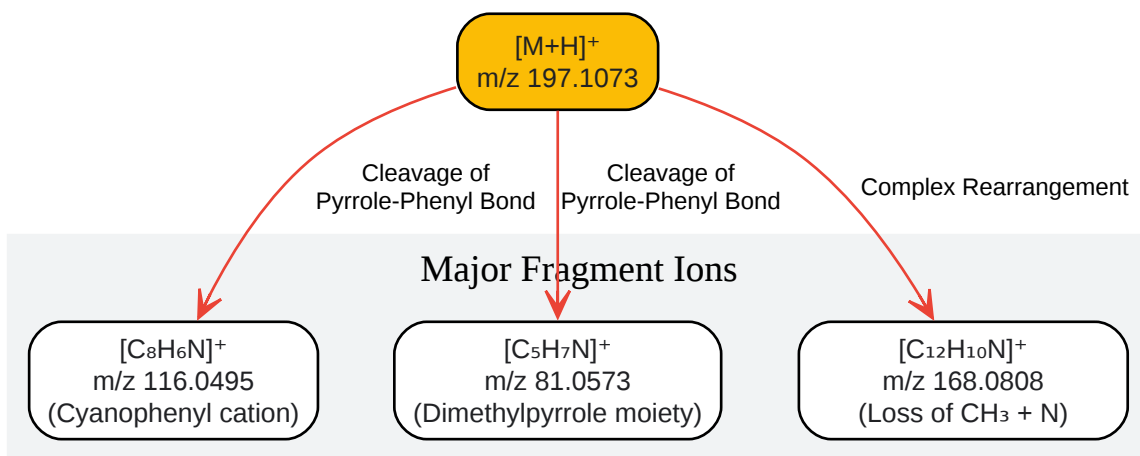 [M+H]⁺
m/z 197.1073
Cleavage of
Pyrrole-Phenyl Bond
Cleavage of
Pyrrole-Phenyl Bond
Complex Rearrangement
Major Fragment Ions
[C₈H₆N]⁺
m/z 116.0495
(Cyanophenyl cation)
[C₅H₇N]⁺
m/z 81.0573
(Dimethylpyrrole moiety)
[C₁₂H₁₀N]⁺
m/z 168.0808
(Loss of CH₃ + N)